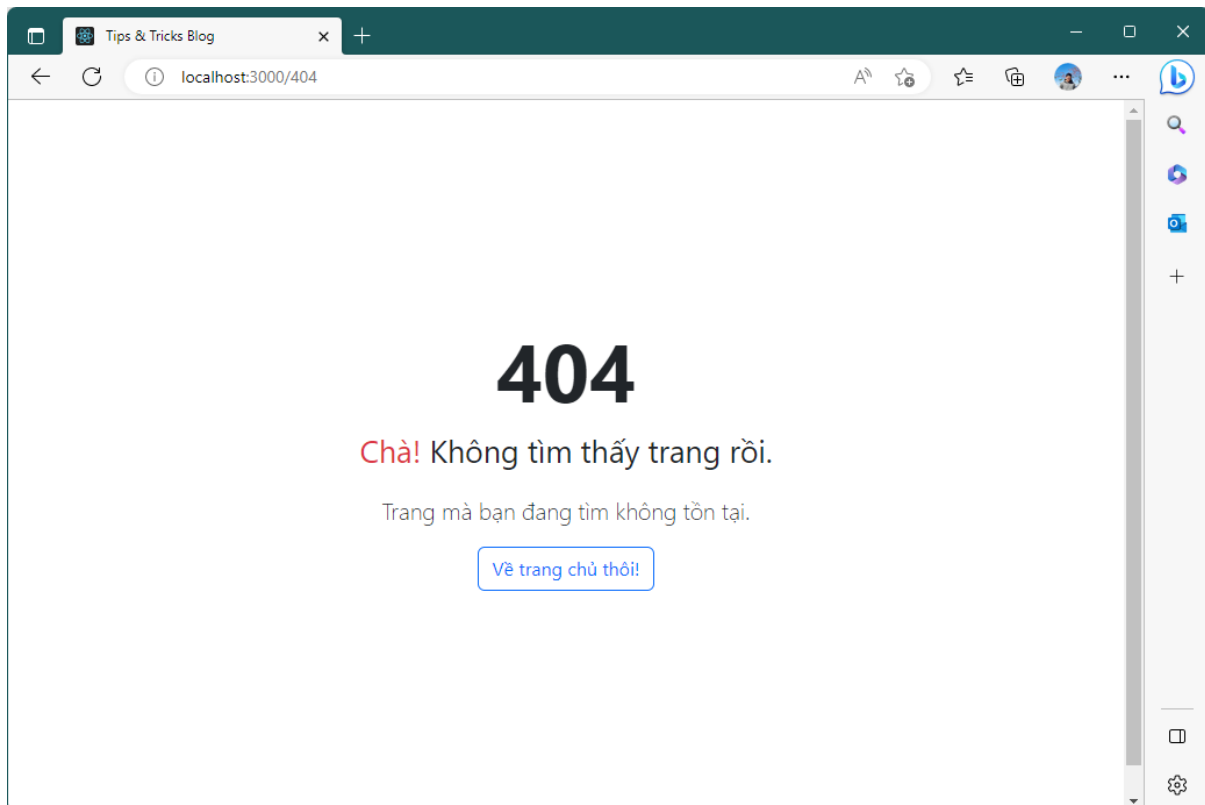 Tips & Tricks Blog
localhost:3000/404
404
Chà! Không tìm thấy trang rồi.
Trang mà bạn đang tìm không tồn tại.
Về trang chủ thôi!